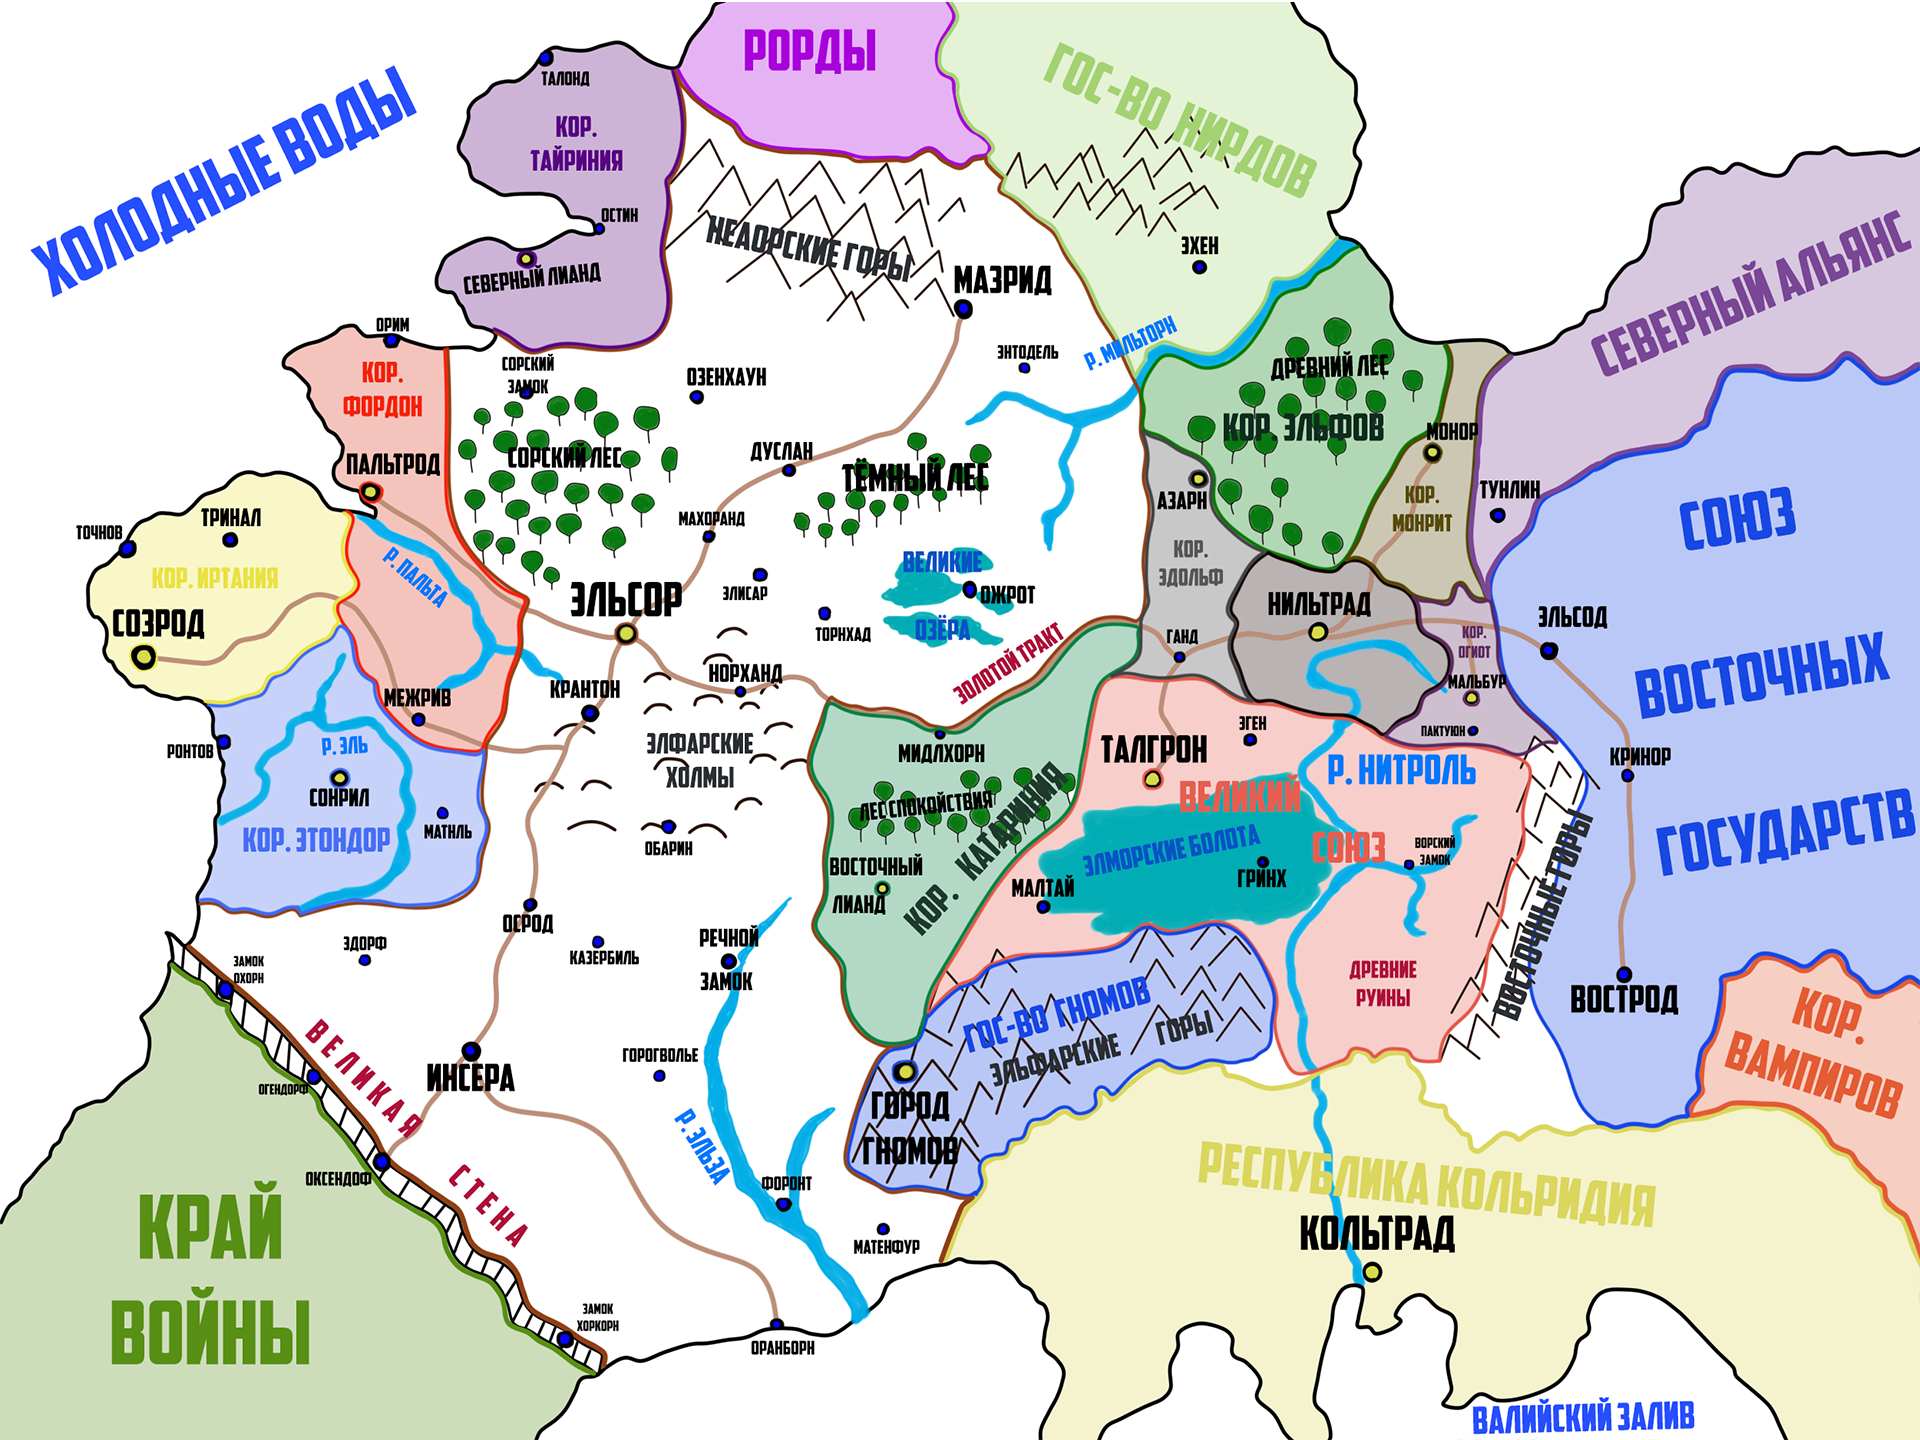 РОРДЫ
ГОС-ВО НИРДОВ
ТАЛОНД
ХОЛОДНЫЕ ВОДЫ
КОР.
ТАЙРИНИЯ
ОСТИН
СЕВЕРНЫЙ ЛИАНД
НЕАОРСКИЕ ГОРЫ
МАЭРИД
ЭХЕН
СЕВЕРНЫЙ АЛЬЯНС
ОРИМ
КОР.
ФОРДОН
СОРСКИЙ
ЗАМОК
ОЗЕНХАУН
ЭНТОДЕЛЬ
Р. МИЛЬТОРН
ДРЕВНИЙ ЛЕС
КОР. ЭЛЬФОВ
МОНОР
ПАЛЬТРОД
СОРСКИЙ ЛЕС
ДУСЛАН
ТЁМНЫЙ ЛЕС
АЗАРН
КОР.
МОНРИТ
ТУНЛИН
СОЮЗ
ВОСТОЧНЫХ
ГОСУДАРСТВ
ТОЧНОВ
ТРИНАЛ
МАХОРАНД
КОР. ИРТАНИЯ
Р. ПАЛЬТА
ВЕЛИКИЕ
ОЗЁРА
ОЖРОТ
КОР.
ЭДОЛЬФ
СОЗРОД
ЭЛЬСОР
ЭЛИСАР
ТОРНХАД
НИЛЬТРАД
ЭЛЬСОД
ГАНД
КОР.
ОГИОТ
ЗОЛОТОЙ ТРАКТ
МЕЖРИВ
КРАНТОН
НОРХАНД
МАЛЬБУР
ПАКТУЮН
РОНТОВ
Р. ЭЛЬ
ЭЛФАРСКИЕ
ХОЛМЫ
МИДЛХОРН
ТАЛГРОН
ЭГЕН
Р. НИТРОЛЬ
КРИНОР
СОНРИЛ
КОР. ЭТОНДОР
МАТНЛЬ
ОБАРИН
ЛЕС СПОКОЙСТВИЯ
КОР. КАТАРИНИЯ
ВЕЛИКИЙ
СОЮЗ
ЭЛМОРСКИЕ БОЛОТА
ВОРСКИЙ
ЗАМОК
ВОСТОЧНЫЕ ГОРЫ
ВОСТОЧНЫЙ
ЛИАНД
МАЛТАЙ
ГРИНХ
ОСРОД
ЭДОРФ
КАЗЕРБИЛЬ
РЕЧНОЙ
ЗАМОК
ДРЕВНИЕ
РУИНЫ
ВОСТРОД
ЗАМОК
ОХОРН
ГОС-ВО ГНОМОВ
ЭЛЬФАРСКИЕ ГОРЫ
КОР.
ВАМПИРОВ
ВЕЛИКАЯ
СТЕНА
ОГЕНДОРФ
ИНСЕРА
ГОРОГВОЛЬЕ
ГОРОД
ГНОМОВ
ОКСЕНДОФ
Р. ЭЛЬЗА
ФОРОНТ
РЕСПУБЛИКА КОЛЬРИДИЯ
КОЛЬТРАД
МАТЕНФУР
КРАЙ
ВОЙНЫ
ЗАМОК
ХОРКОРН
ОРАНБОРН
ВАЛИЙСКИЙ ЗАЛИВ